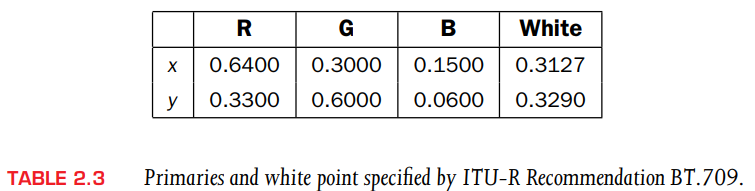 R G B White
x 0.6400 0.3000 0.1500 0.3127
y 0.3300 0.6000 0.0600 0.3290
TABLE 2.3 Primaries and white point specified by ITU-R Recommendation BT.709.